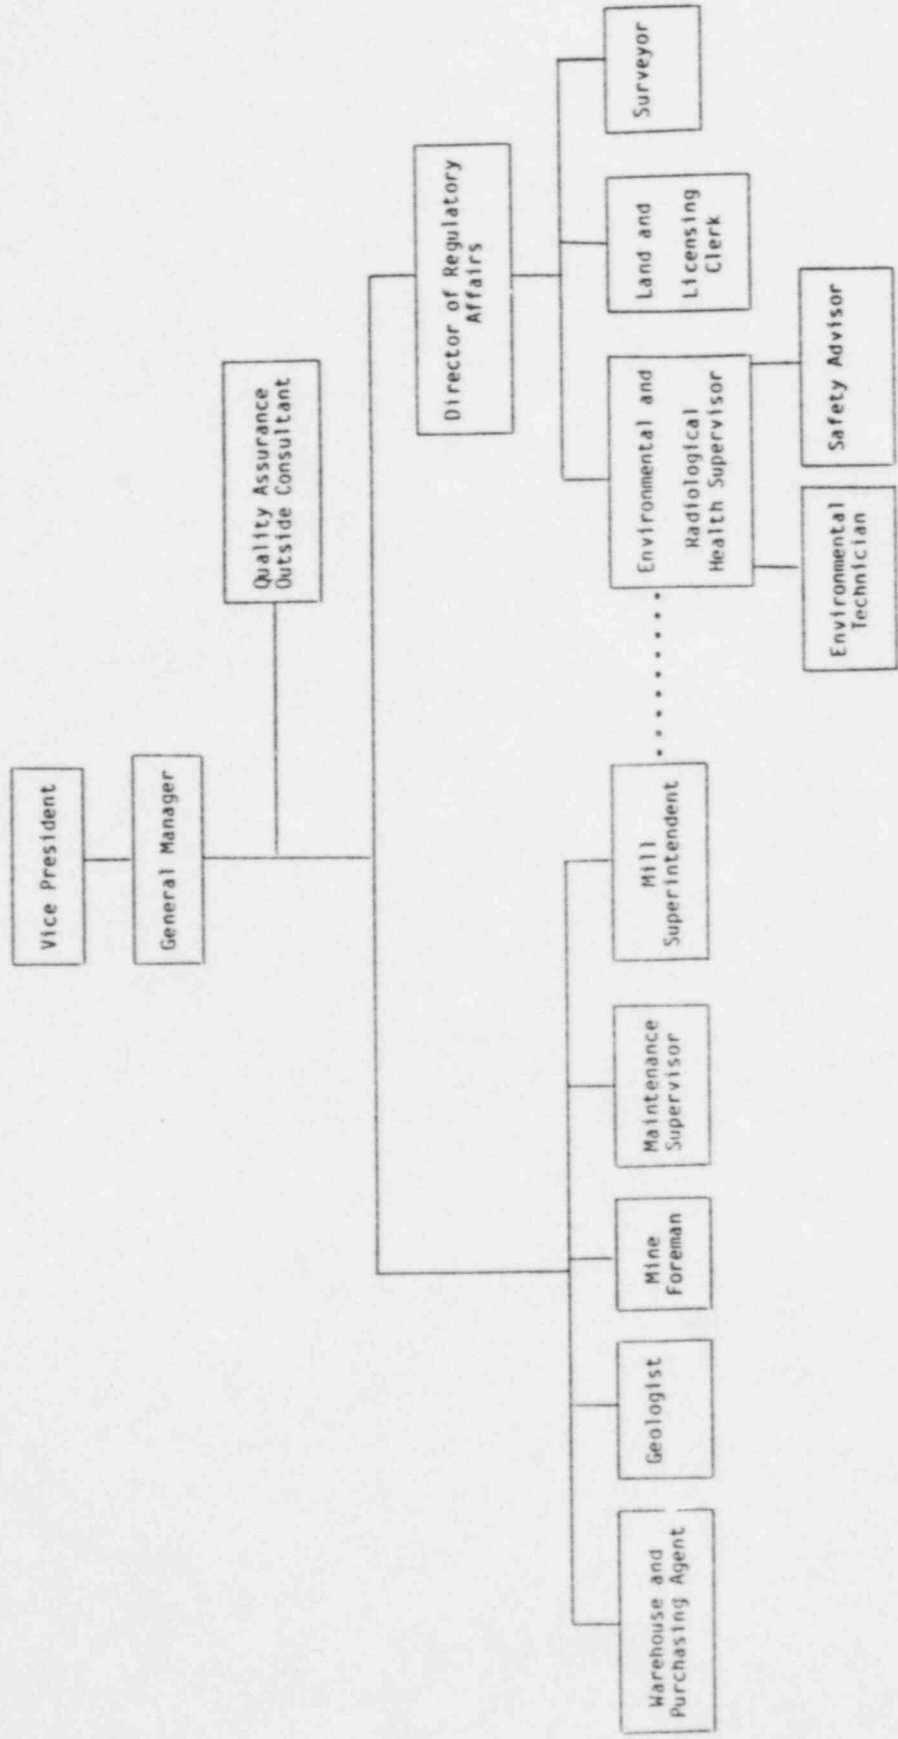 Vice President
General Manager
Quality Assurance
Outside Consultant
Director of Regulatory
Affairs
Warehouse and
Purchasing Agent
Geologist
Mine
Foreman
Maintenance
Supervisor
Mill
Superintendent
Environmental and
Radiological
Health Supervisor
Land and
Licensing
Clerk
Surveyor
Environmental
Technician
Safety Advisor